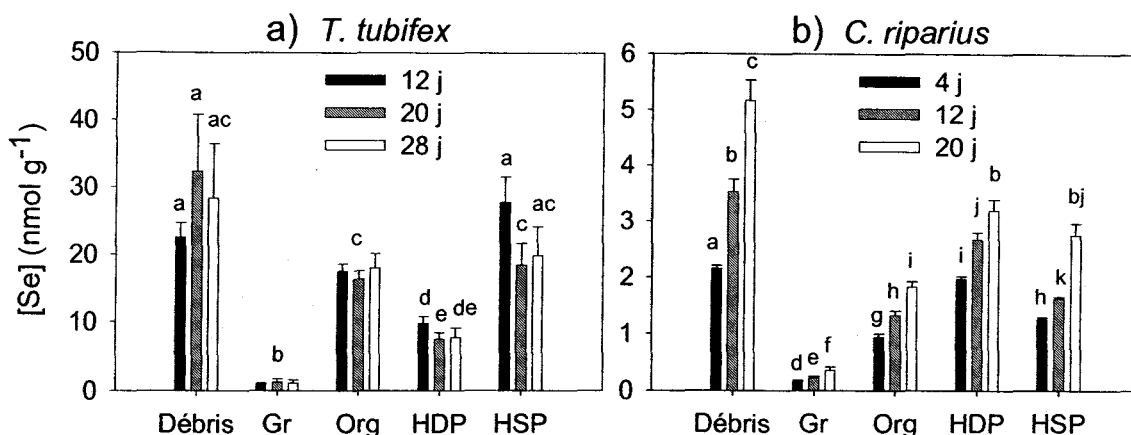 a) T. tubifex
b) C. riparius
[Se] (nmol g-1)
50
40
30
20
10
0
12 j
20 j
28 j
a
a
ac
b
c
d
e
de
a
c
ac
Débris Gr Org HDP HSP
6
5
4
3
2
1
0
4 j
12 j
20 j
a
b
c
d
e
f
g
h
i
i
j
b
h
k
bj
Débris Gr Org HDP HSP